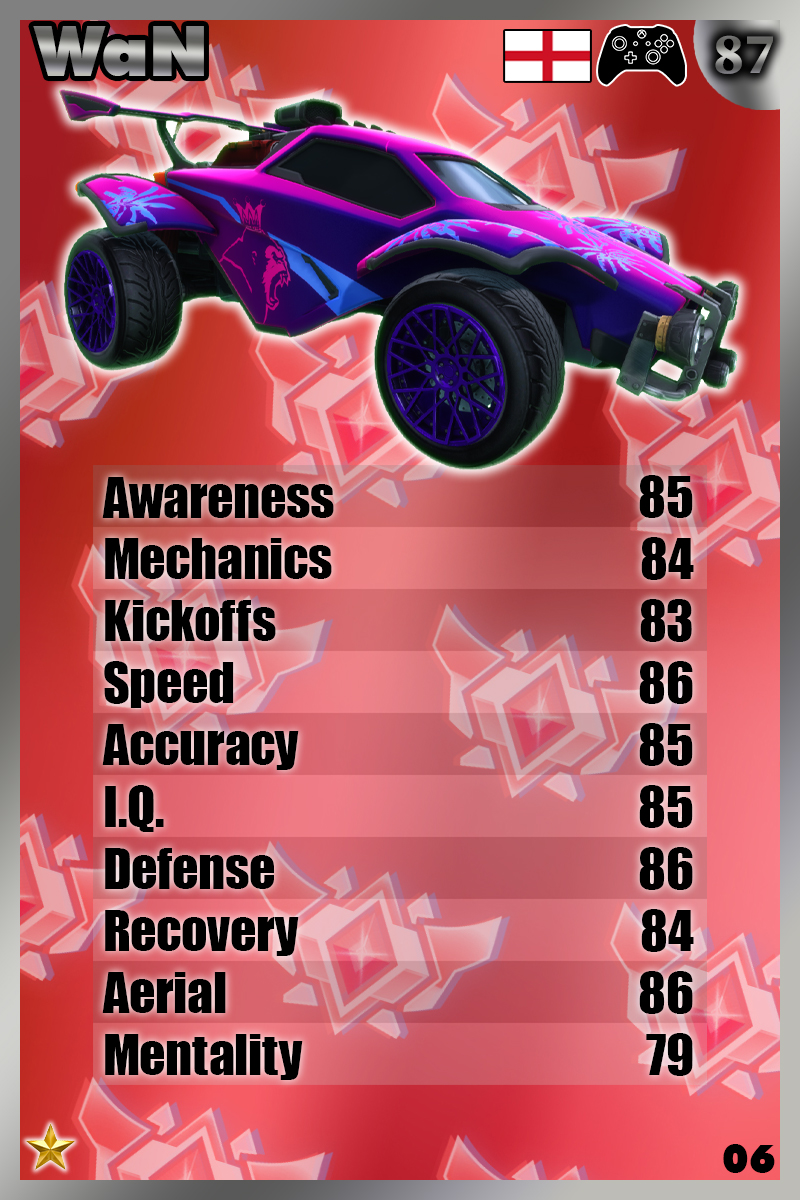 WaN
87
Awareness 85
Mechanics 84
Kickoffs 83
Speed 86
Accuracy 85
I.Q. 85
Defense 86
Recovery 84
Aerial 86
Mentality 79
06